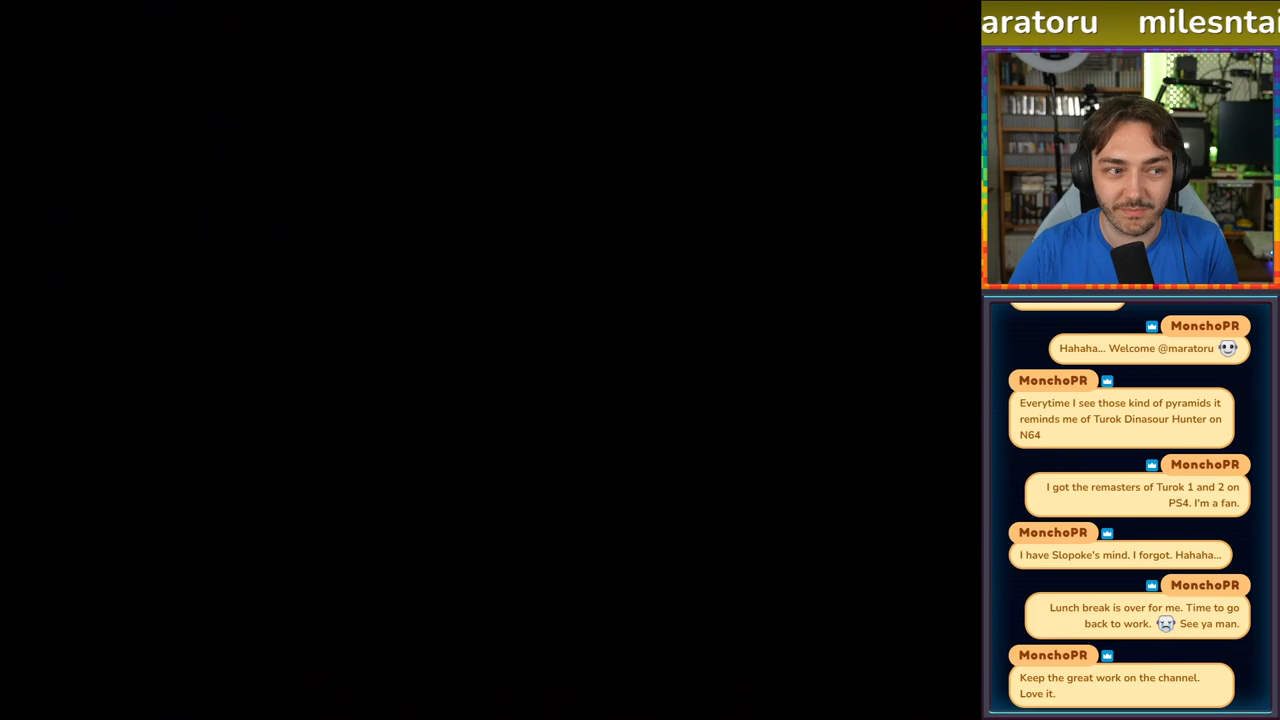 aratoru milesntai
MonchoPR
Hahaha... Welcome @maratoru
MonchoPR
Everytime I see those kind of pyramids it
reminds me of Turok Dinasour Hunter on
N64
MonchoPR
I got the remasters of Turok 1 and 2 on
PS4. I'm a fan.
MonchoPR
I have Slopoke's mind. I forgot. Hahaha...
MonchoPR
Lunch break is over for me. Time to go
back to work. See ya man.
MonchoPR
Keep the great work on the channel.
Love it.